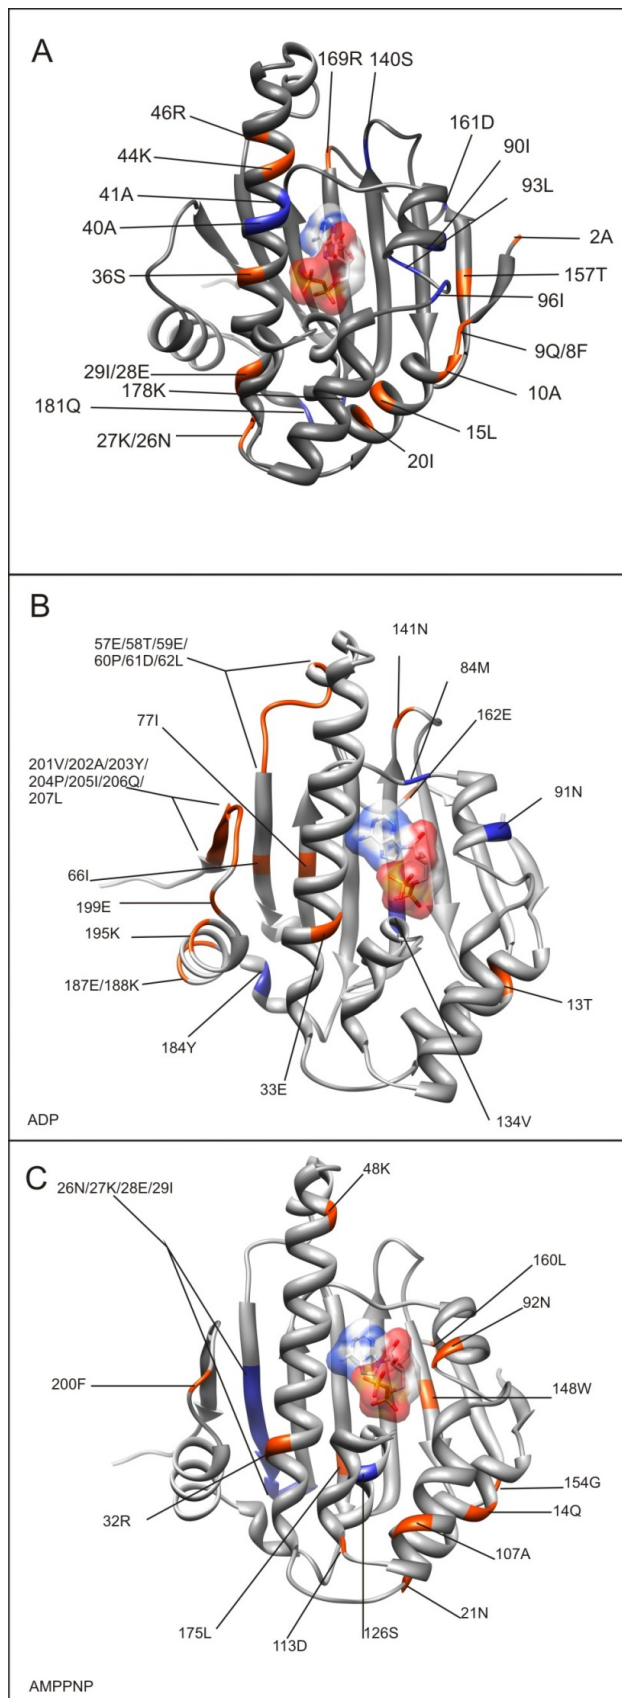 A
169R 140S
46R
161D
44K
90I
41A
93L
40A
2A
36S
157T
96I
29I/28E
9Q/8F
178K
10A
181Q
15L
27K/26N
20I
B
57E/58T/59E/
60P/61D/62L
141N
84M
77I
162E
201V/202A/203Y/
204P/205I/206Q/
207L
91N
66I
199E
195K
187E/188K
13T
184Y
33E
134V
ADP
C
48K
26N/27K/28E/29I
160L
92N
200F
148W
154G
32R
14Q
107A
21N
175L
113D
126S
AMPPNP